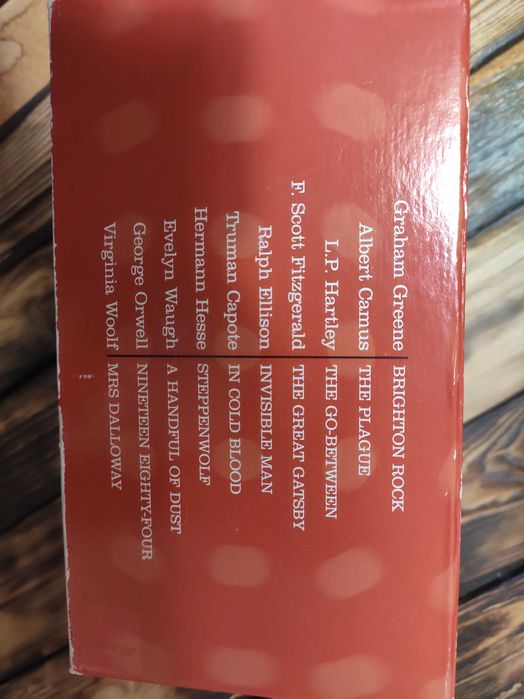 Graham Greene BRIGHTON ROCK
Albert Camus THE PLAGUE
L.P. Hartley THE GO-BETWEEN
F. Scott Fitzgerald THE GREAT GATSBY
Ralph Ellison INVISIBLE MAN
Truman Capote IN COLD BLOOD
Hermann Hesse STEPPENWOLF
Evelyn Waugh A HANDFUL OF DUST
George Orwell NINETEEN EIGHTY-FOUR
Virginia Woolf MRS DALLOWAY